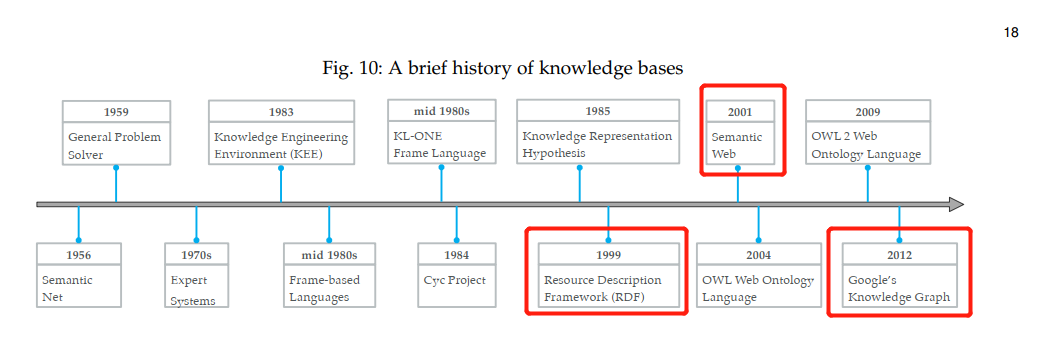 18
Fig. 10: A brief history of knowledge bases
1959
General Problem
Solver
1983
Knowledge Engineering
Environment (KEE)
mid 1980s
KL-ONE
Frame Language
1985
Knowledge Representation
Hypothesis
2001
Semantic
Web
2009
OWL 2 Web
Ontology Language
1956
Semantic
Net
1970s
Expert
Systems
mid 1980s
Frame-based
Languages
1984
Cyc Project
1999
Resource Description
Framework (RDF)
2004
OWL Web Ontology
Language
2012
Google's
Knowledge Graph